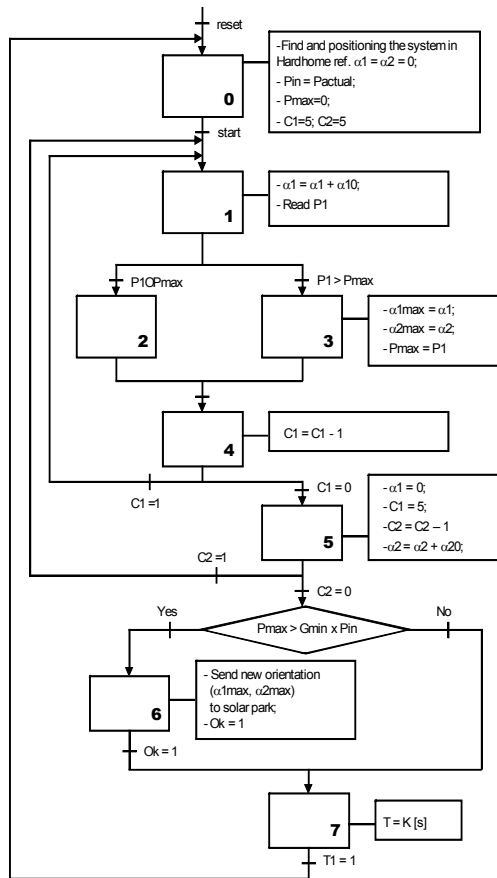 reset
-Find and positioning the system in
Hardhome ref. α1 = α2 = 0;
- Pin = Pactual;
- Pmax=0;
- C1=5; C2=5
0
start
- α1 = α1 + α10;
- Read P1
1
P1OPmax
P1 > Pmax
2
3
- α1max = α1;
- α2max = α2;
- Pmax = P1
4
C1 = C1 - 1
C1 =1
C1 = 0
- α1 = 0;
- C1 = 5;
-C2 = C2 – 1
-α2 = α2 + α20;
5
C2 =1
C2 = 0
Yes
No
Pmax > Gmin x Pin
- Send new orientation
(α1max, α2max)
to solar park;
- Ok = 1
6
Ok = 1
7
T = K [s]
T1 = 1